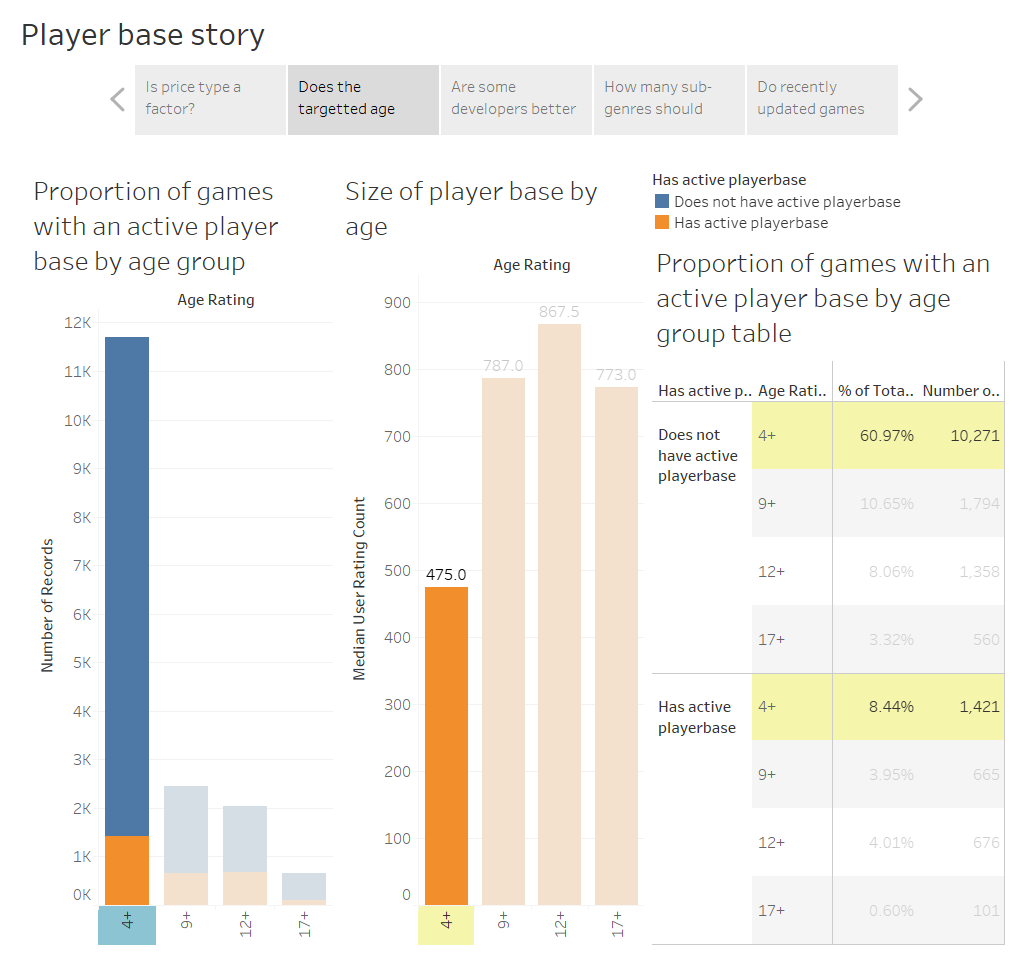 Player base story
Is price type a
factor?
Does the
targetted age
Are some
developers better
How many sub-
genres should
Do recently
updated games
Proportion of games
with an active player
base by age group
Age Rating
12K
11K
10K
9K
8K
7K
6K
5K
4K
3K
2K
1K
0K
Number of Records
4+
9+
12+
17+
Size of player base by
age
Age Rating
900
800
700
600
500
400
300
200
100
0
Median User Rating Count
475.0
787.0
867.5
773.0
4+
9+
12+
17+
Has active playerbase
Does not have active playerbase
Has active playerbase
Proportion of games with an
active player base by age
group table
Has active p.. Age Rati.. % of Tota.. Number o..
Does not
have active
playerbase
4+ 60.97% 10,271
9+ 10.65% 1,794
12+ 8.06% 1,358
17+ 3.32% 560
Has active
playerbase
4+ 8.44% 1,421
9+ 3.95% 665
12+ 4.01% 676
17+ 0.60% 101